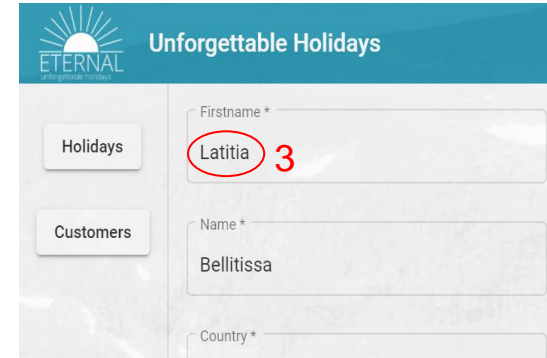 ETERNAL
unforgettable holidays
Unforgettable Holidays
Holidays
Customers
Firstname *
Latitia
3
Name *
Bellitissa
Country *